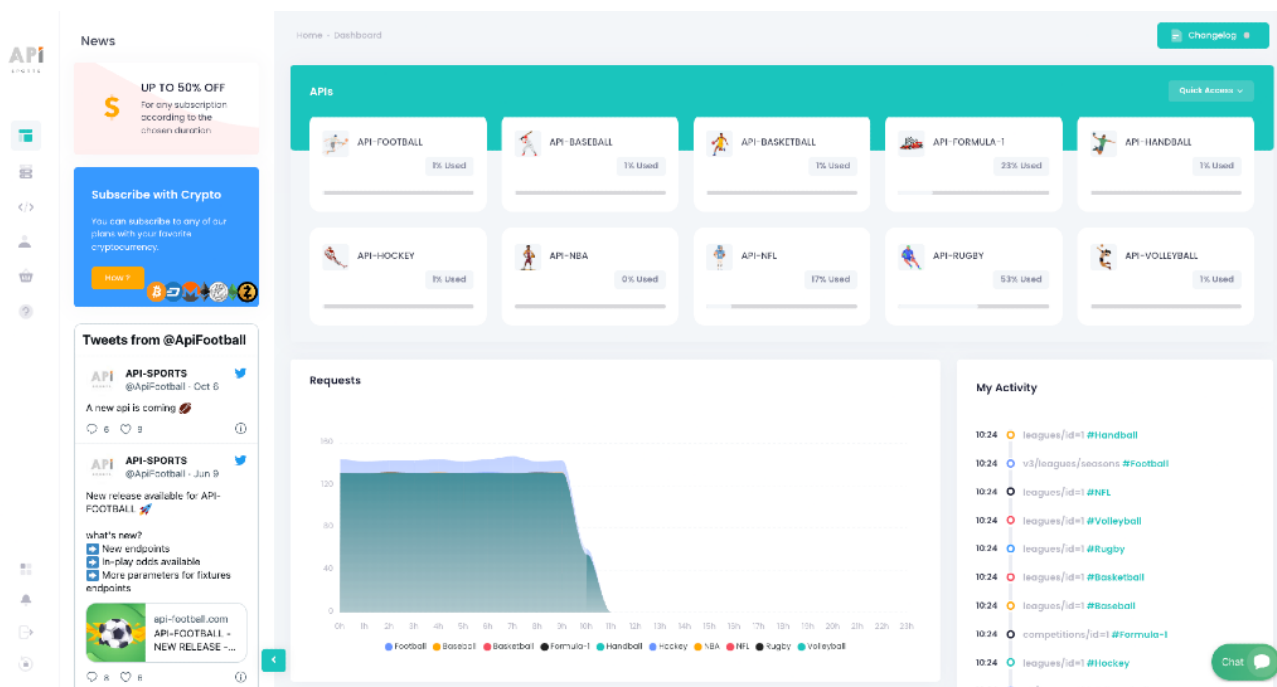 APi
SPORTS
News
UP TO 50% OFF
For any subscription
according to the
chosen duration
Subscribe with Crypto
You can subscribe to any of our
plans with your favorite
cryptocurrency.
How ?
Tweets from @ApiFootball
API-SPORTS
@ApiFootball · Oct 6
A new api is coming 🏈
6 9
API-SPORTS
@ApiFootball · Jun 9
New release available for API-
FOOTBALL 🚀
what's new?
➡️ New endpoints
➡️ In-play odds available
➡️ More parameters for fixtures
endpoints
api-football.com
API-FOOTBALL -
NEW RELEASE -...
8 6
Home - Dashboard
Changelog
APIs
Quick Access
API-FOOTBALL
1% Used
API-BASEBALL
1% Used
API-BASKETBALL
1% Used
API-FORMULA-1
23% Used
API-HANDBALL
1% Used
API-HOCKEY
1% Used
API-NBA
0% Used
API-NFL
17% Used
API-RUGBY
53% Used
API-VOLLEYBALL
1% Used
Requests
160
120
80
40
0
0h 1h 2h 3h 4h 5h 6h 7h 8h 9h 10h 11h 12h 13h 14h 15h 16h 17h 18h 19h 20h 21h 22h 23h
Football Baseball Basketball Formula-1 Handball Hockey NBA NFL Rugby Volleyball
My Activity
10:24 leagues/id=1 #Handball
10:24 v3/leagues/seasons #Football
10:24 leagues/id=1 #NFL
10:24 leagues/id=1 #Volleyball
10:24 leagues/id=1 #Rugby
10:24 leagues/id=1 #Basketball
10:24 leagues/id=1 #Baseball
10:24 competitions/id=1 #Formula-1
10:24 leagues/id=1 #Hockey
Chat